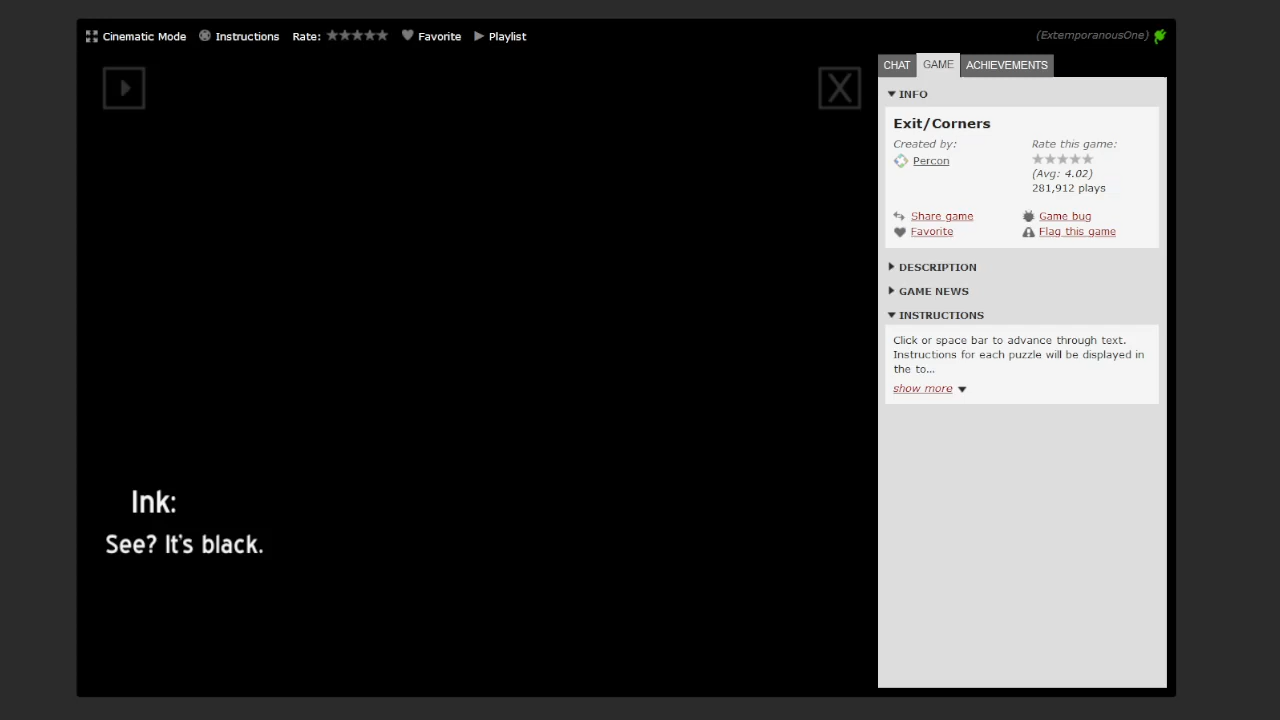 Cinematic Mode Instructions Rate: Favorite Playlist (ExtemporanousOne)
CHAT GAME ACHIEVEMENTS
X
INFO
Exit/Corners
Created by: Rate this game:
Percon
(Avg: 4.02)
281,912 plays
Share game Game bug
Favorite Flag this game
DESCRIPTION
GAME NEWS
INSTRUCTIONS
Click or space bar to advance through text.
Instructions for each puzzle will be displayed in
the to...
show more
Ink:
See? It's black.